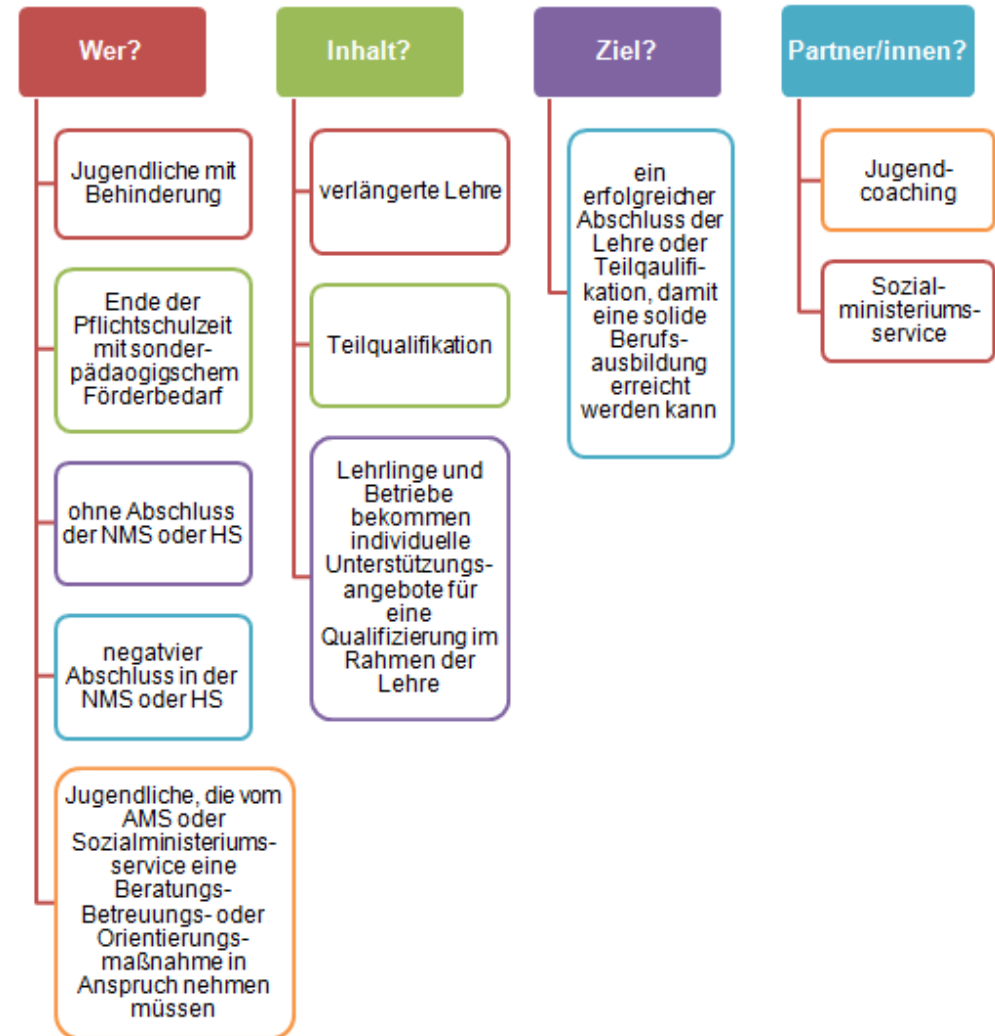 Wer?
Jugendliche mit
Behinderung
Ende der
Pflichtschulzeit
mit sonder-
pädaogigschem
Förderbedarf
ohne Abschluss
der NMS oder HS
negatvier
Abschluss in der
NMS oder HS
Jugendliche, die vom
AMS oder
Sozialministeriums-
service eine
Beratungs-
Betreuungs- oder
Orientierungs-
maßnahme in
Anspruch nehmen
müssen
Inhalt?
verlängerte Lehre
Teilqualifikation
Lehrlinge und
Betriebe
bekommen
individuelle
Unterstützungs-
angebote für
eine
Qualifizierung im
Rahmen der
Lehre
Ziel?
ein
erfolgreicher
Abschluss der
Lehre oder
Teilqaulifi-
kation, damit
eine solide
Berufs-
ausbildung
erreicht
werden kann
Partner/innen?
Jugend-
coaching
Sozial-
ministeriums-
service